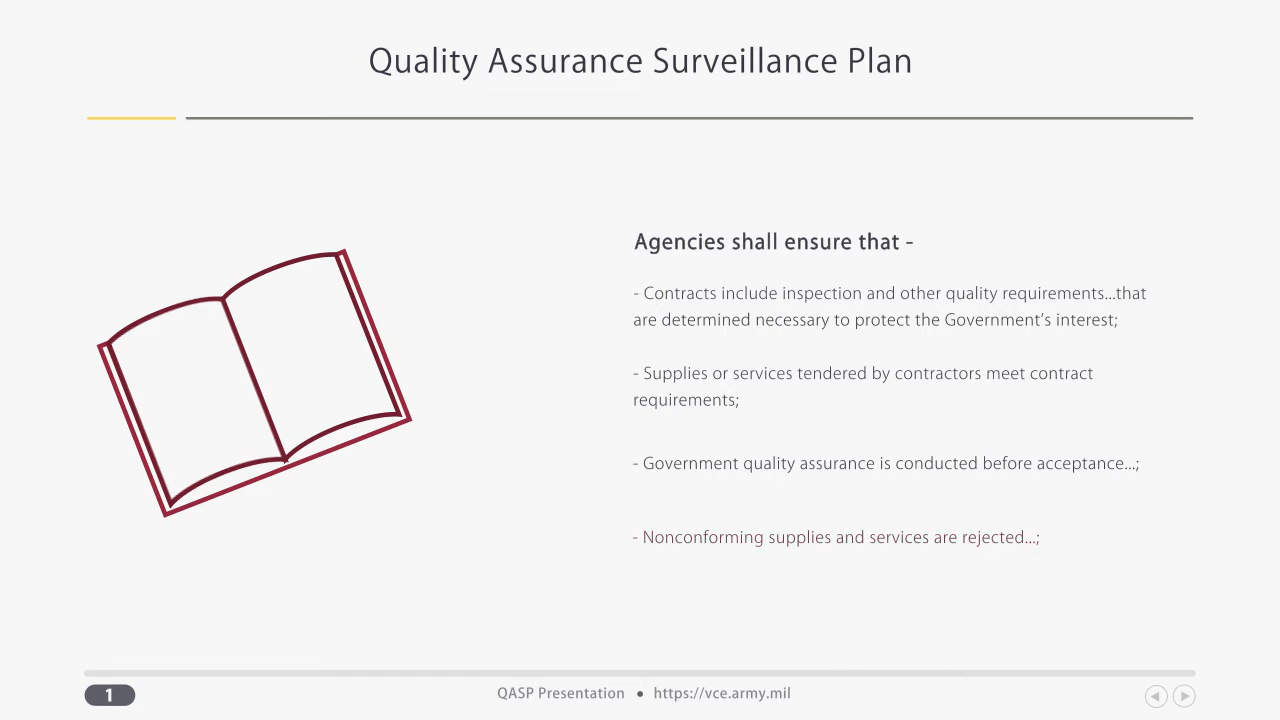 Quality Assurance Surveillance Plan
Agencies shall ensure that -
- Contracts include inspection and other quality requirements...that
are determined necessary to protect the Government’s interest;
- Supplies or services tendered by contractors meet contract
requirements;
- Government quality assurance is conducted before acceptance...;
- Nonconforming supplies and services are rejected...;
1
QASP Presentation • https://vce.army.mil